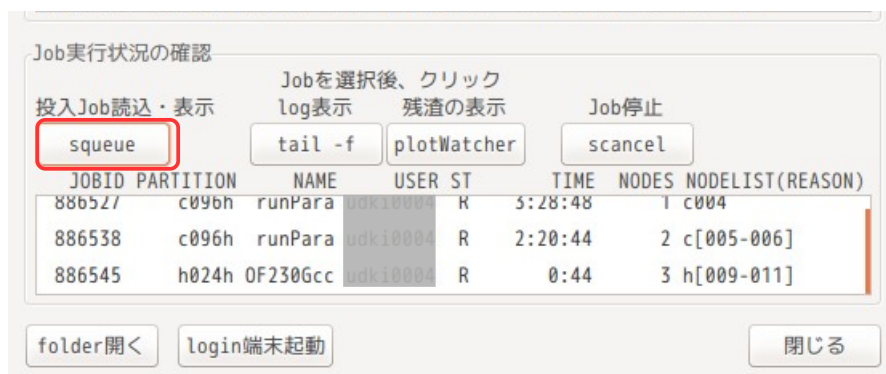 Job実行状況の確認
Jobを選択後、クリック
投入Job読込・表示 log表示 残渣の表示 Job停止
squeue tail -f plotWatcher scancel
JOBID PARTITION NAME USER ST TIME NODES NODELIST(REASON)
886527 c096h runPara udki0004 R 3:28:48 1 c004
886538 c096h runPara udki0004 R 2:20:44 2 c[005-006]
886545 h024h OF230Gcc udki0004 R 0:44 3 h[009-011]
folder開く login端末起動 閉じる